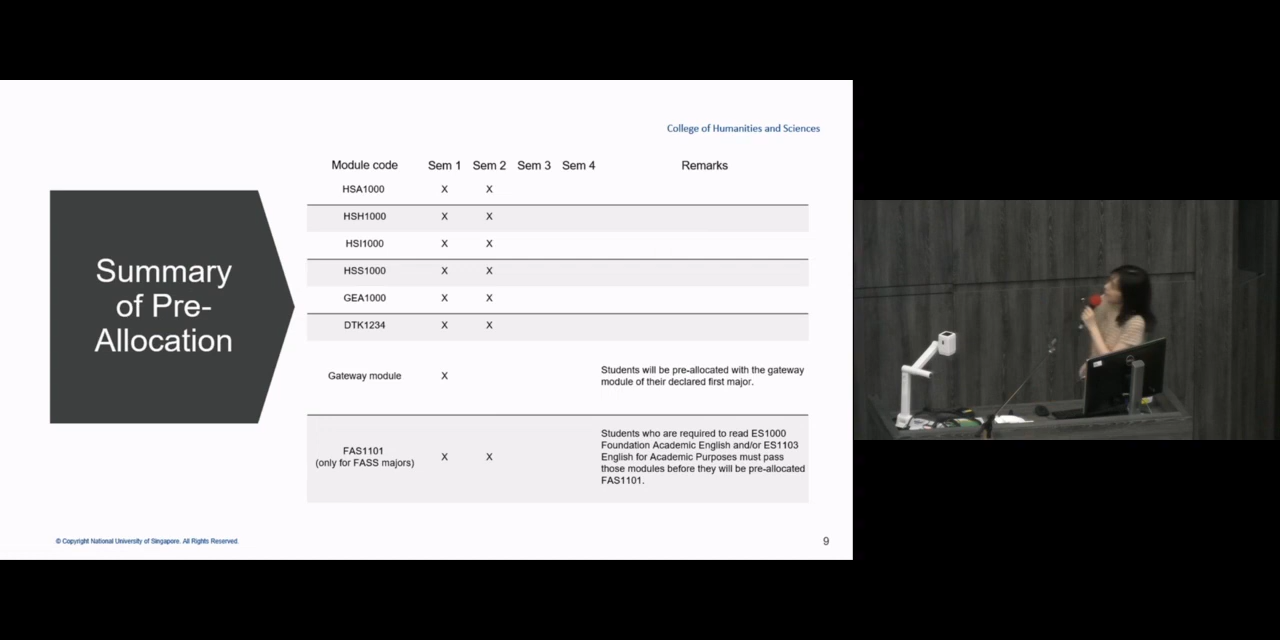 College of Humanities and Sciences
Summary
of Pre-
Allocation
Module code Sem 1 Sem 2 Sem 3 Sem 4 Remarks
HSA1000 X X
HSH1000 X X
HSI1000 X X
HSS1000 X X
GEA1000 X X
DTK1234 X X
Gateway module X
Students will be pre-allocated with the gateway
module of their declared first major.
FAS1101
(only for FASS majors) X X
Students who are required to read ES1000
Foundation Academic English and/or ES1103
English for Academic Purposes must pass
those modules before they will be pre-allocated
FAS1101.
© Copyright National University of Singapore. All Rights Reserved.
9